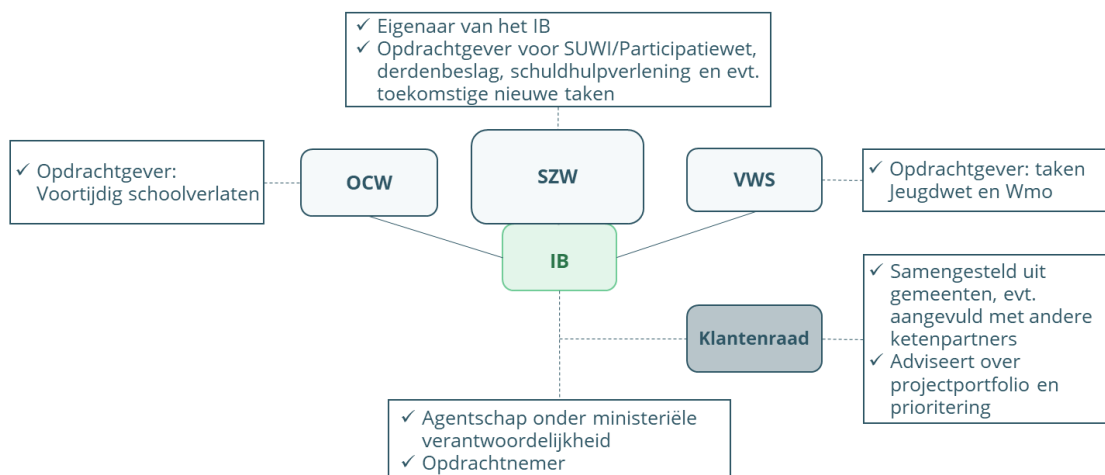 ✓ Eigenaar van het IB
✓ Opdrachtgever voor SUWI/Participatiewet,
derdenbeslag, schuldhulpverlening en evt.
toekomstige nieuwe taken
✓ Opdrachtgever:
Voortijdig schoolverlaten
OCW
SZW
VWS
✓ Opdrachtgever: taken
Jeugdwet en Wmo
IB
Klantenraad
✓ Samengesteld uit
gemeenten, evt.
aangevuld met andere
ketenpartners
✓ Adviseert over
projectportfolio en
prioritering
✓ Agentschap onder ministeriële
verantwoordelijkheid
✓ Opdrachtnemer